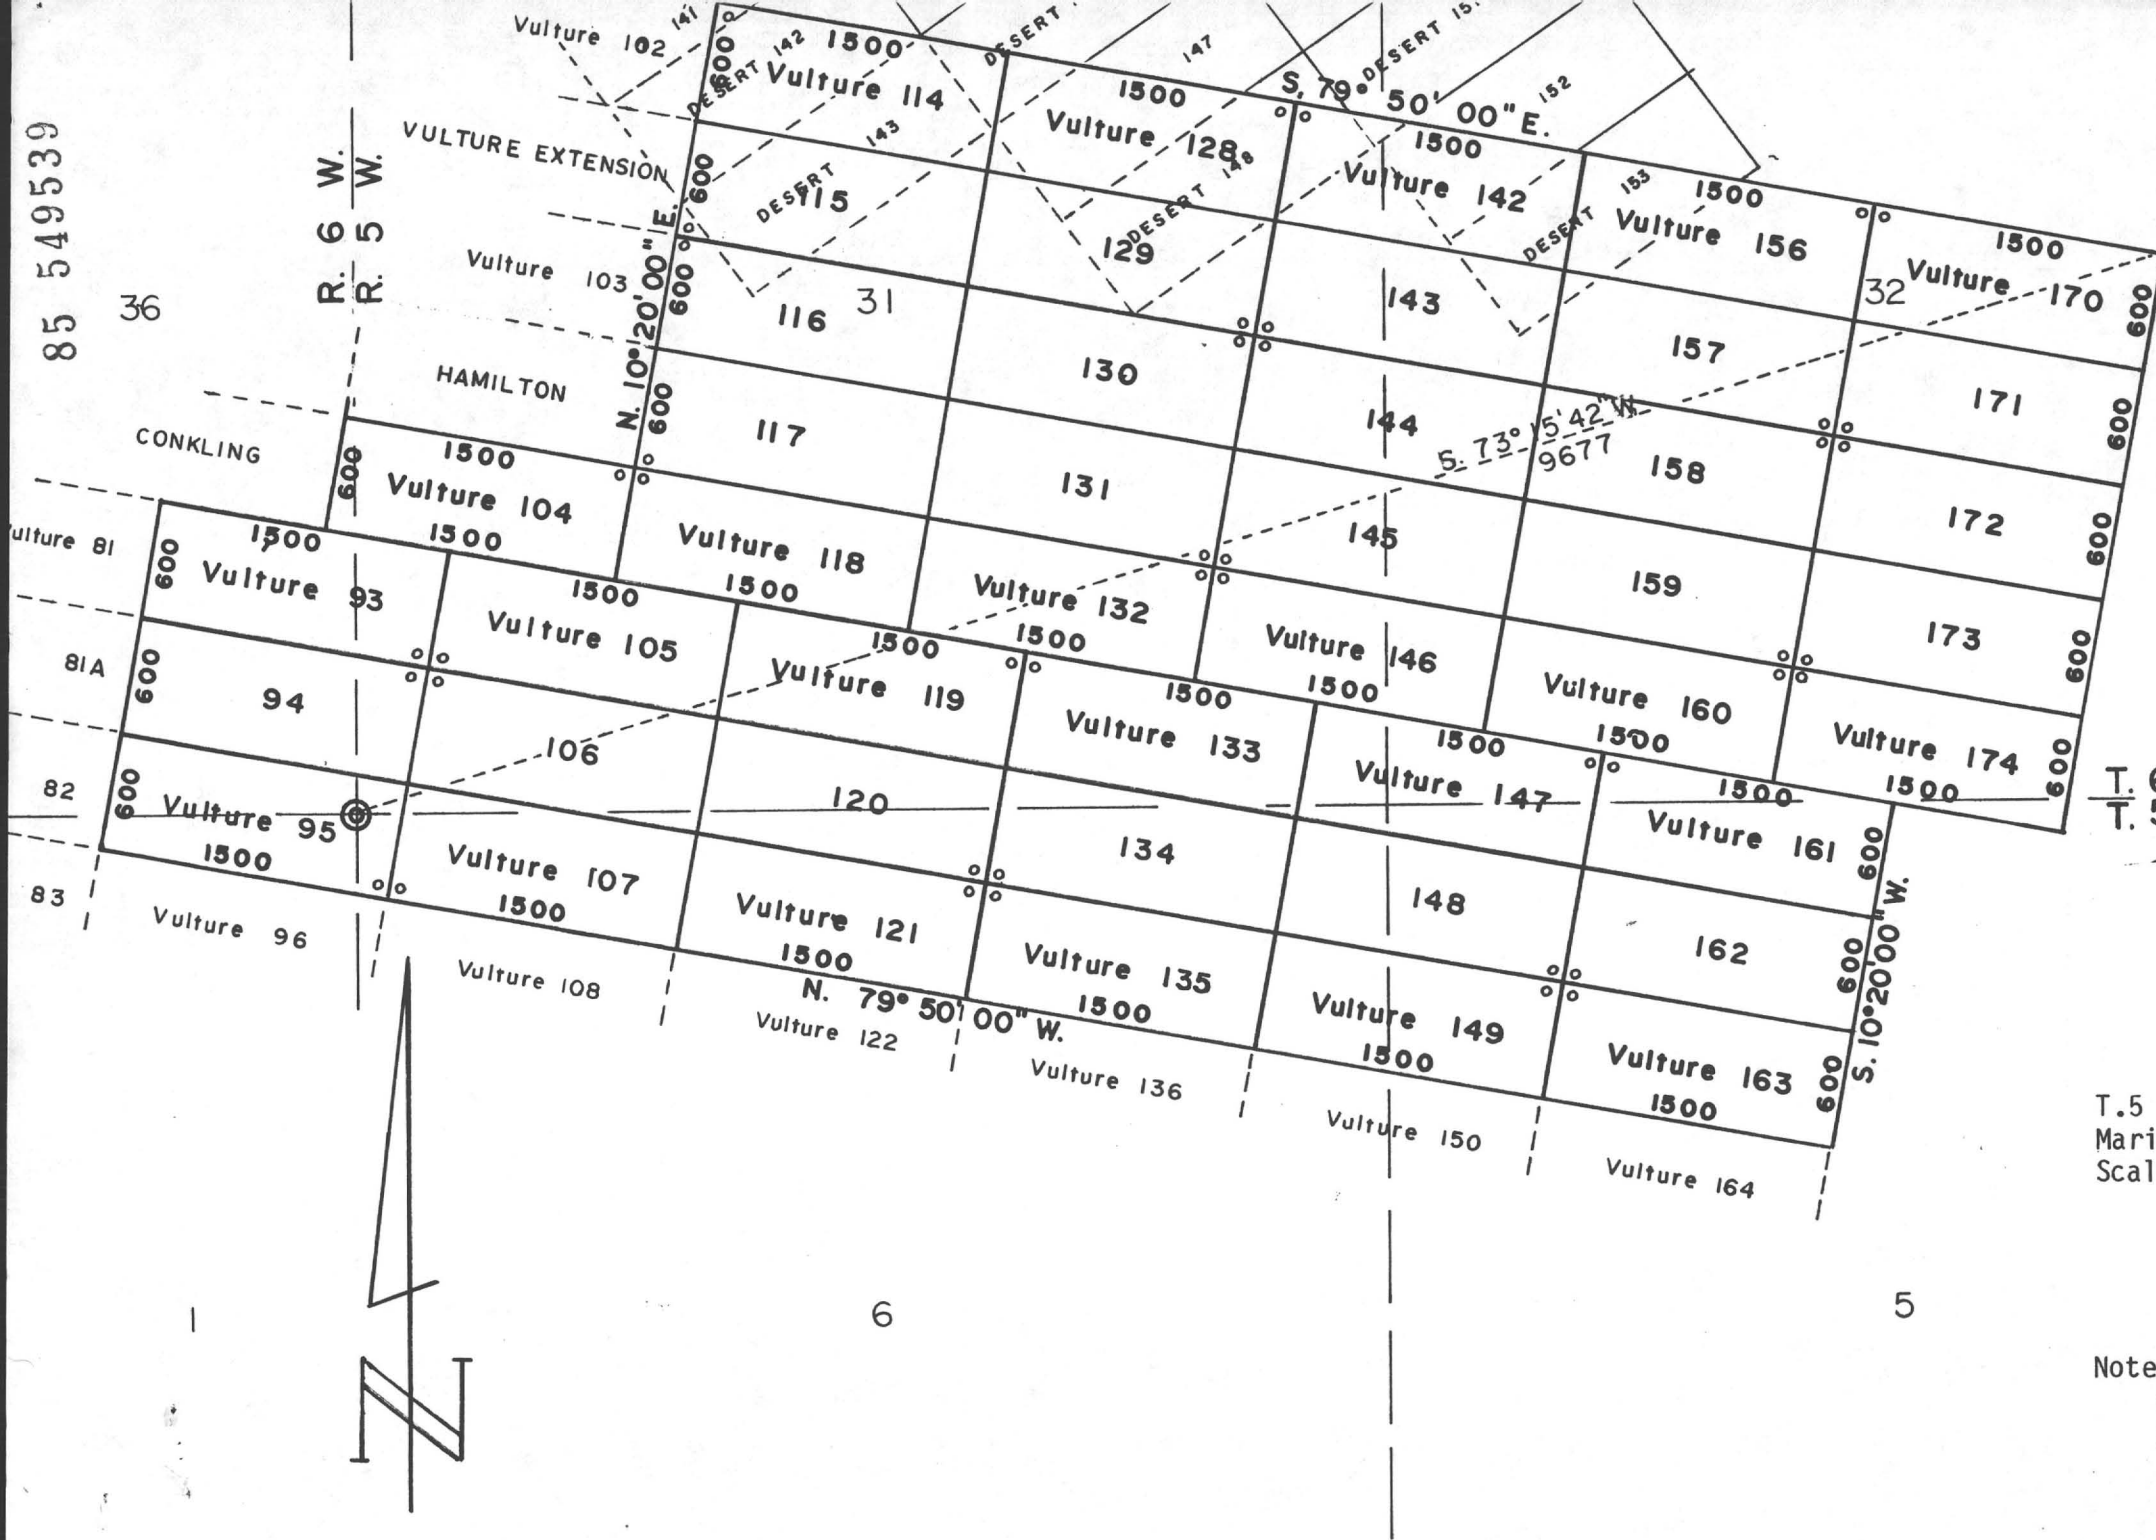 85 549539
36
R. 6 W.
R. 5 W.
Vulture 102
VULTURE EXTENSION
Vulture 103
HAMILTON
CONKLING
81
81A
82
83
141
DESERT 142
143
DESERT
DESERT
147
DESERT 148
DESERT
152
153
DESERT
600
1500
Vulture 114
1500
Vulture 128
S. 79° 50' 00" E.
1500
Vulture 142
1500
Vulture 156
1500
Vulture 170
600
600
115
129
143
157
171
600
N. 10° 20' 00" E.
600
116
31
130
144
158
32
172
600
600
117
131
145
159
173
600
S. 73° 15' 42" W.
9677
600
1500
Vulture 104
1500
Vulture 118
1500
Vulture 132
1500
Vulture 146
1500
Vulture 160
1500
Vulture 174
1500
600
600
1500
Vulture 93
1500
Vulture 105
1500
Vulture 119
1500
Vulture 133
1500
Vulture 147
1500
Vulture 161
600
600
94
106
120
134
148
162
600
600
Vulture 95
1500
Vulture 107
1500
Vulture 121
1500
Vulture 135
1500
Vulture 149
1500
Vulture 163
1500
600
S. 10° 20' 00" W.
N. 79° 50' 00" W.
Vulture 96
Vulture 108
Vulture 122
Vulture 136
Vulture 150
Vulture 164
T.
T.
T.5
Mari
Scal
1
6
5
Note
N